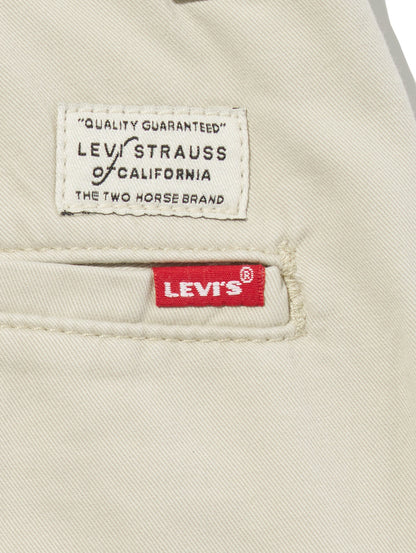 "QUALITY GUARANTEED"
LEVI STRAUSS
OF CALIFORNIA
THE TWO HORSE BRAND
LEVI'S®